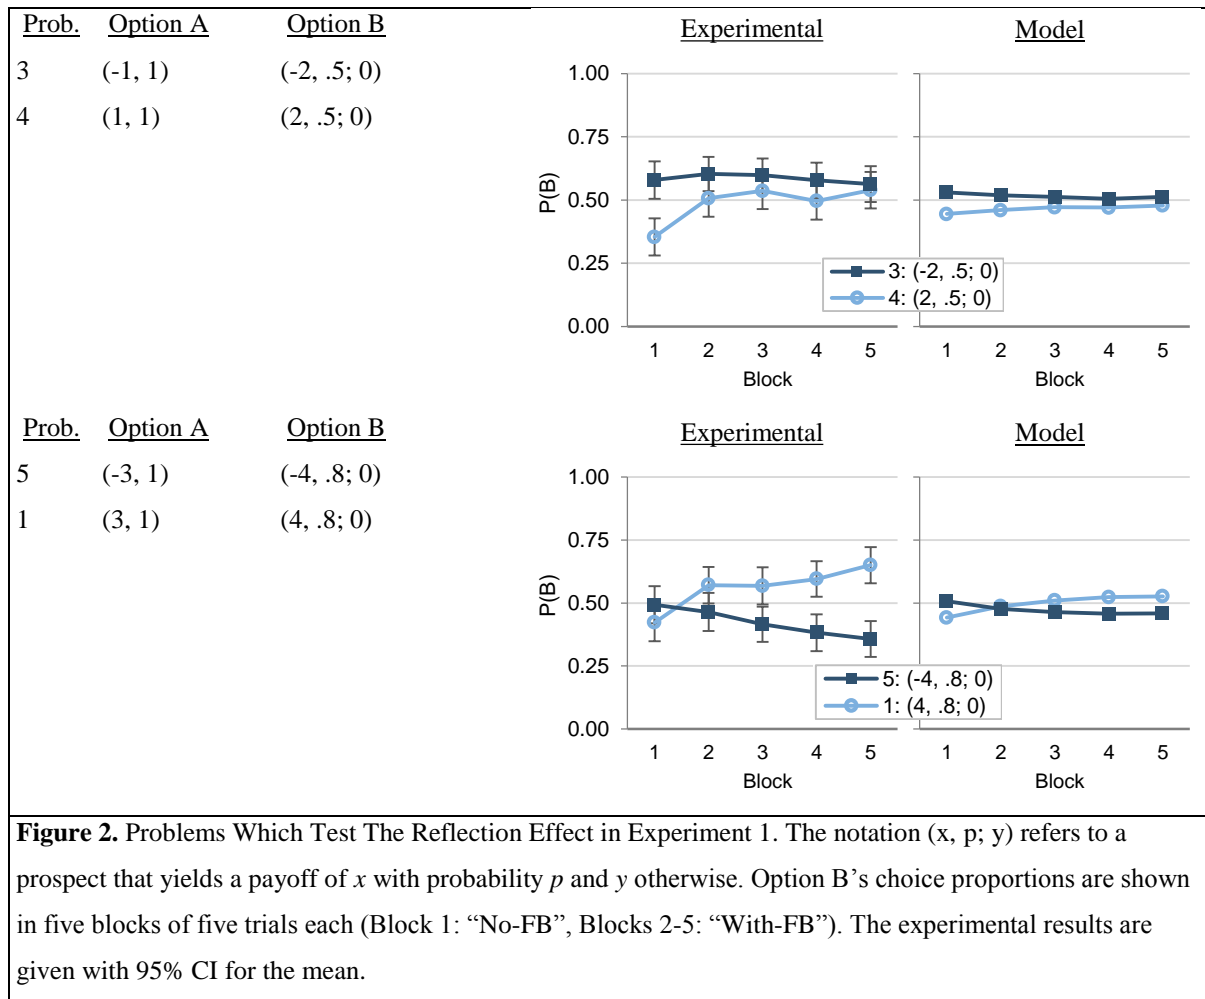 Prob. Option A Option B
3 (-1, 1) (-2, .5; 0)
4 (1, 1) (2, .5; 0)
Experimental Model
1.00
0.75
0.50
0.25
0.00
P(B)
3: (-2, .5; 0)
4: (2, .5; 0)
1 2 3 4 5 1 2 3 4 5
Block Block
Prob. Option A Option B
5 (-3, 1) (-4, .8; 0)
1 (3, 1) (4, .8; 0)
Experimental Model
1.00
0.75
0.50
0.25
0.00
P(B)
5: (-4, .8; 0)
1: (4, .8; 0)
1 2 3 4 5 1 2 3 4 5
Block Block
Figure 2. Problems Which Test The Reflection Effect in Experiment 1. The notation (x, p; y) refers to a
prospect that yields a payoff of x with probability p and y otherwise. Option B’s choice proportions are shown
in five blocks of five trials each (Block 1: “No-FB”, Blocks 2-5: “With-FB”). The experimental results are
given with 95% CI for the mean.